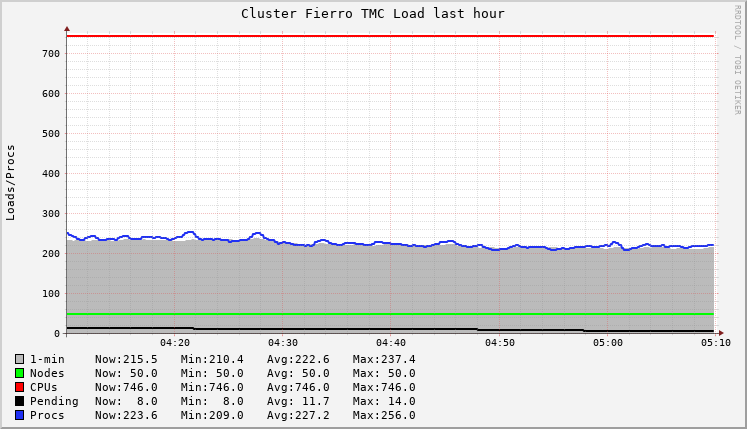 Cluster Fierro TMC Load last hour
RRDTOOL / TOBI OETIKER
Loads/Procs
700
600
500
400
300
200
100
0
04:20 04:30 04:40 04:50 05:00 05:10
1-min Now:215.5 Min:210.4 Avg:222.6 Max:237.4
Nodes Now: 50.0 Min: 50.0 Avg: 50.0 Max: 50.0
CPUs Now:746.0 Min:746.0 Avg:746.0 Max:746.0
Pending Now: 8.0 Min: 8.0 Avg: 11.7 Max: 14.0
Procs Now:223.6 Min:209.0 Avg:227.2 Max:256.0